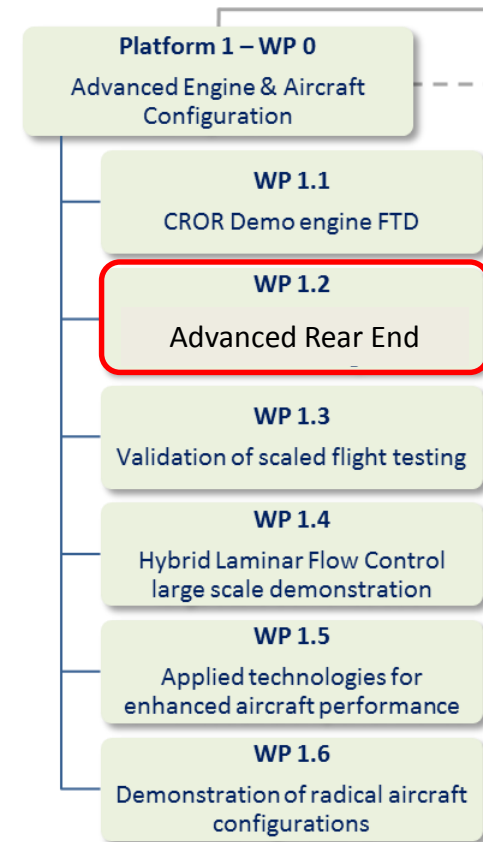 Platform 1 – WP 0
Advanced Engine & Aircraft
Configuration
WP 1.1
CROR Demo engine FTD
WP 1.2
Advanced Rear End
WP 1.3
Validation of scaled flight testing
WP 1.4
Hybrid Laminar Flow Control
large scale demonstration
WP 1.5
Applied technologies for
enhanced aircraft performance
WP 1.6
Demonstration of radical aircraft
configurations